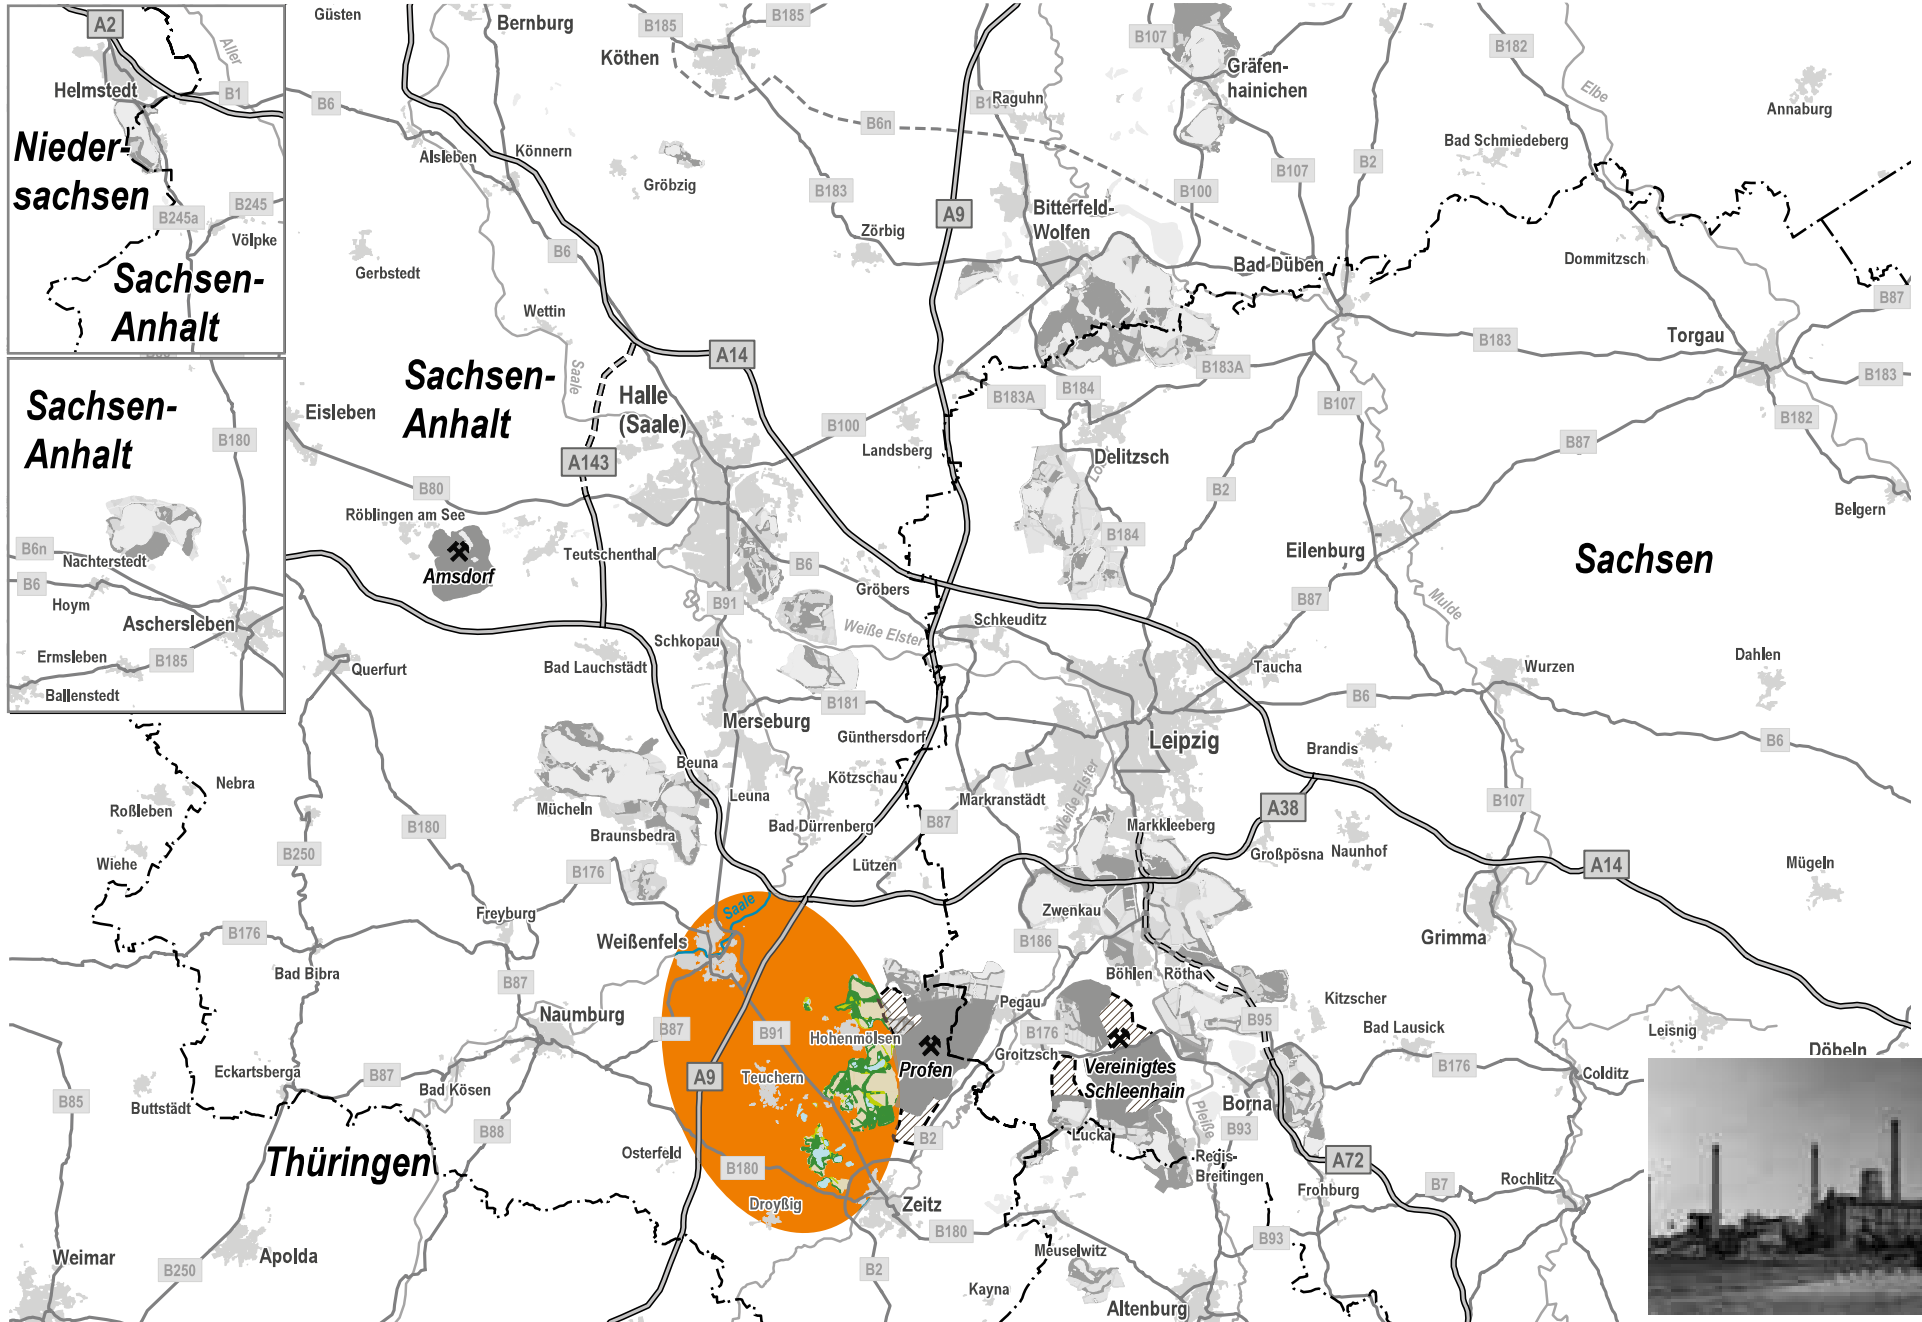 A2
Aller
Helmstedt
B1
Nieder-
sachsen
B245a
B245
Völpke
Sachsen-
Anhalt
Sachsen-
Anhalt
B180
B6n
Nachterstedt
B6
Hoym
Aschersleben
Ermsleben
B185
Ballenstedt
Güsten
Bernburg
B185
B185
Köthen
B6
Alsleben
Könnern
Gröbzig
B183
B6n
Raguhn
B107
Gräfen-
hainichen
B182
Elbe
Annaburg
Bad Schmiedeberg
B2
B107
B100
Bitterfeld-
Wolfen
A9
Zörbig
B6
Gerbstedt
Wettin
Saale
Bad Düben
Dommitzsch
B87
Torgau
B183
B183
B182
B183A
B183A
B184
B107
A14
Sachsen-
Anhalt
Halle
(Saale)
Eisleben
A143
B100
Landsberg
Delitzsch
B87
B2
Belgern
B80
Röblingen am See
Amsdorf
Teutschenthal
B184
Eilenburg
Sachsen
B6
Gröbers
B91
Schkopau
Weiße Elster
Schkeuditz
B87
Mulde
Bad Lauchstädt
Querfurt
Taucha
Wurzen
Dahlen
B6
B6
B181
Merseburg
Günthersdorf
Leipzig
Brandis
Beuna
Leuna
Kötzschau
Markranstädt
Weiße Elster
Nebra
Roßleben
Mücheln
Braunsbedra
Bad Dürrenberg
B87
Markkleeberg
A38
B107
B180
B250
Wiehe
B176
Lützen
Großpösna
Naunhof
A14
Mügeln
Freyburg
Saale
Weißenfels
Zwenkau
B186
Grimma
B176
Bad Bibra
B87
Böhlen
Rötha
Naumburg
B87
B91
Hohenmölsen
Pegau
B176
Groitzsch
B95
Kitzscher
Bad Lausick
Leisnig
Döbeln
Profen
Vereinigtes
Schleenhain
B176
Colditz
Eckartsberga
B87
Bad Kösen
A9
Teuchern
B85
Buttstädt
B88
Borna
Pleiße
B93
B2
Lucka
Osterfeld
B180
Regis-
Breitingen
A72
Thüringen
Droyßig
Zeitz
B180
Frohburg
B7
Rochlitz
B93
Meuselwitz
Weimar
Apolda
B250
B2
Kayna
Altenburg